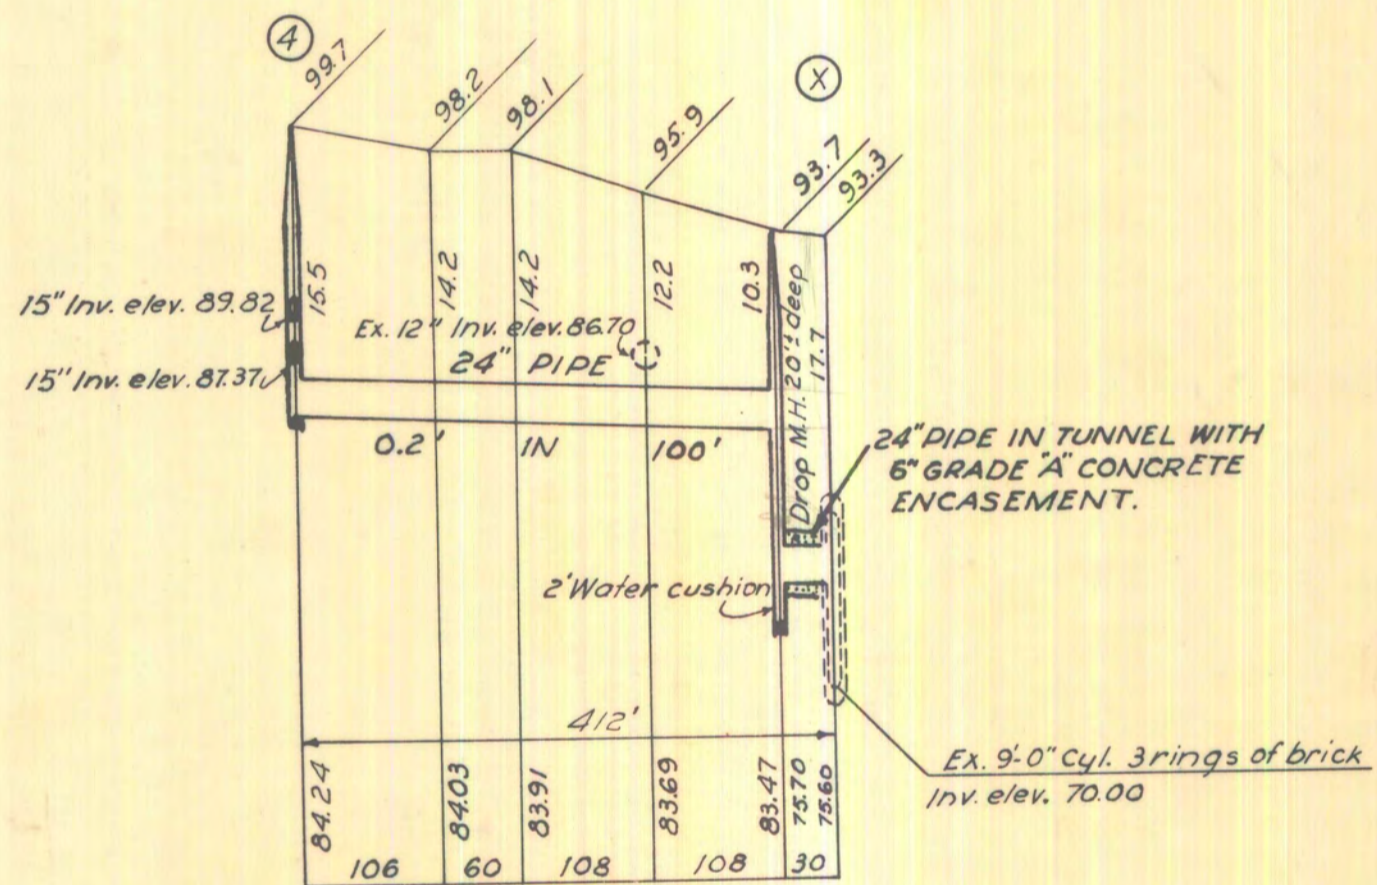 4
X
99.7
98.2
98.1
95.9
93.7
93.3
15.5
14.2
14.2
12.2
10.3
Drop M.H. 20'± deep
17.7
15" Inv. elev. 89.82
15" Inv. elev. 87.37
Ex. 12" Inv. elev. 86.70
24" PIPE
0.2' IN 100'
24" PIPE IN TUNNEL WITH
6" GRADE "A" CONCRETE
ENCASEMENT.
2' Water cushion
412'
Ex. 9'-0" Cyl. 3 rings of brick
Inv. elev. 70.00
84.24
84.03
83.91
83.69
83.47
75.70
75.60
106 60 108 108 30